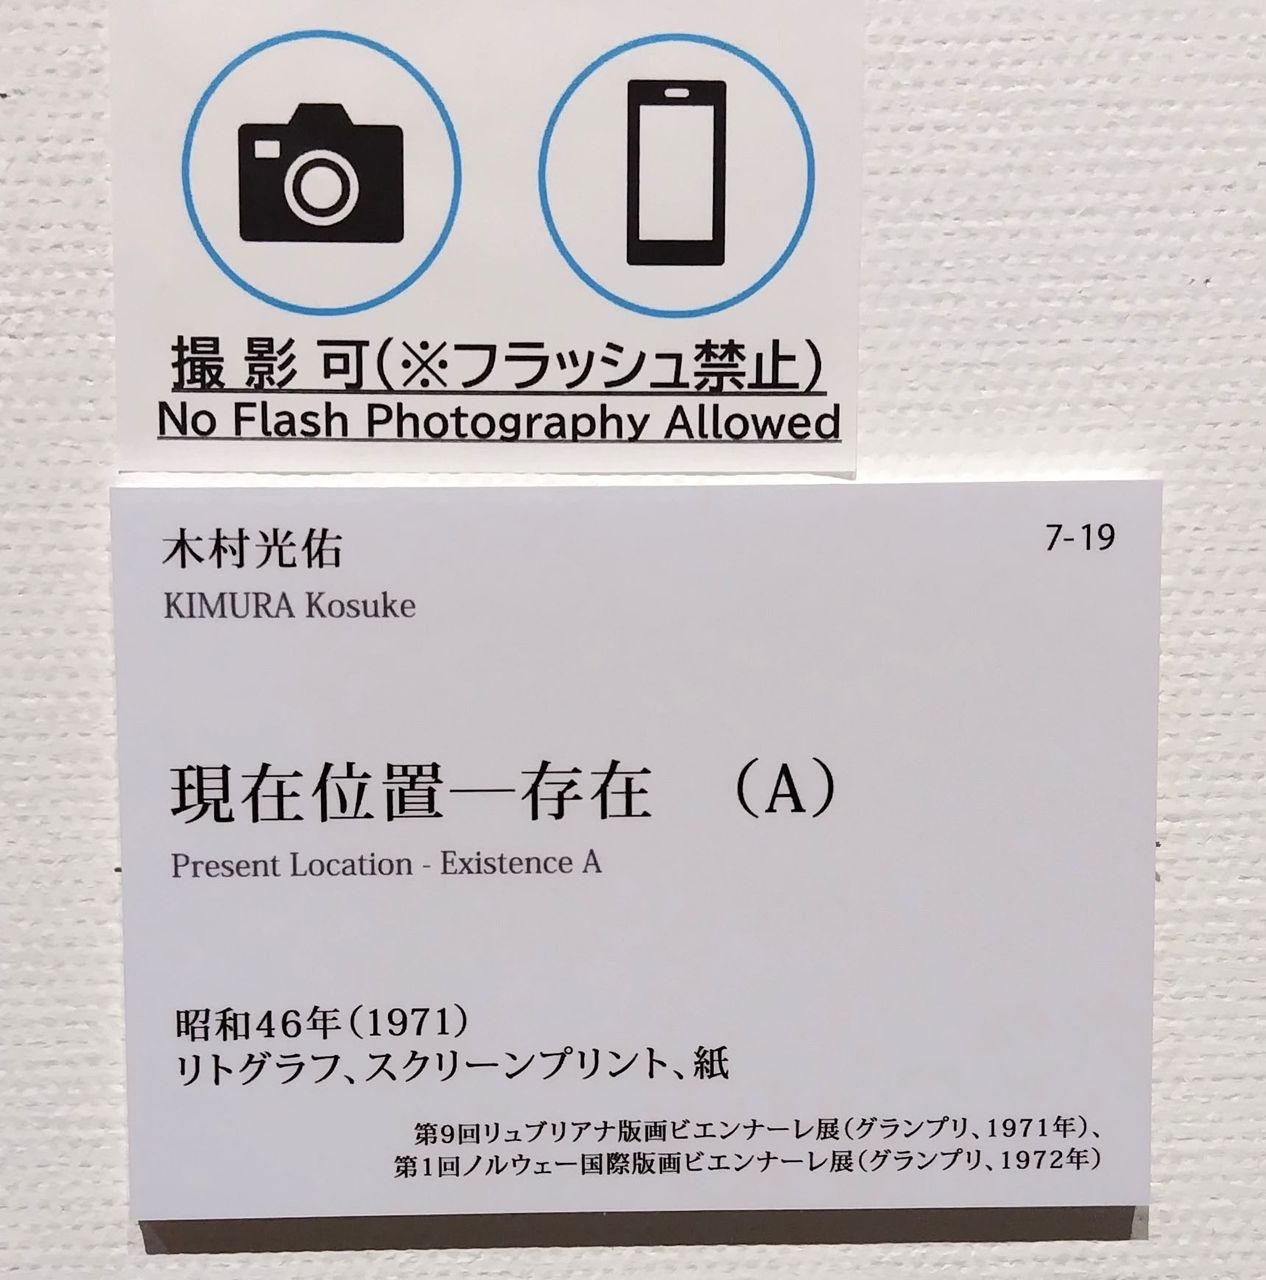 撮影可(※フラッシュ禁止)
No Flash Photography Allowed
木村光佑
7-19
KIMURA Kosuke
現在位置―存在　(A)
Present Location - Existence A
昭和46年(1971)
リトグラフ、スクリーンプリント、紙
第9回リュブリアナ版画ビエンナーレ展(グランプリ、1971年)、
第1回ノルウェー国際版画ビエンナーレ展(グランプリ、1972年)